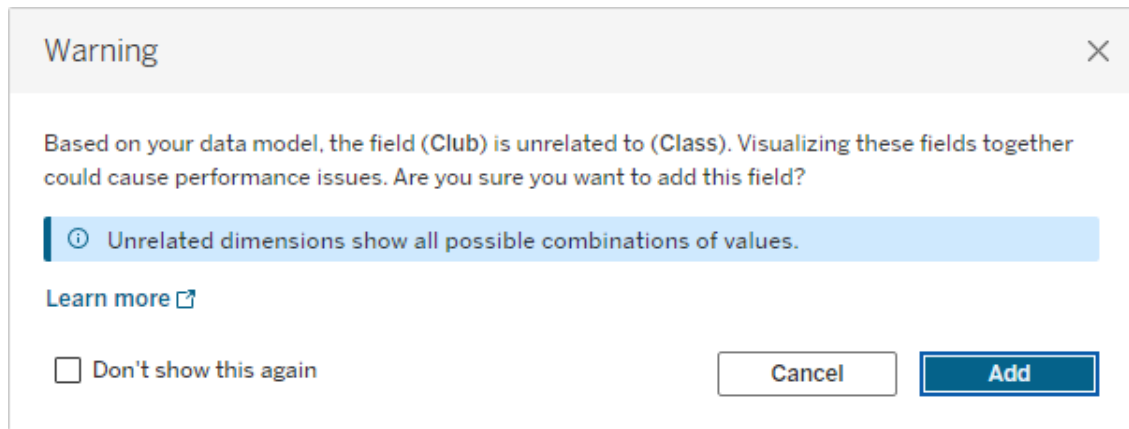 Warning
Based on your data model, the field (Club) is unrelated to (Class). Visualizing these fields together
could cause performance issues. Are you sure you want to add this field?
Unrelated dimensions show all possible combinations of values.
Learn more
Don't show this again
Cancel
Add